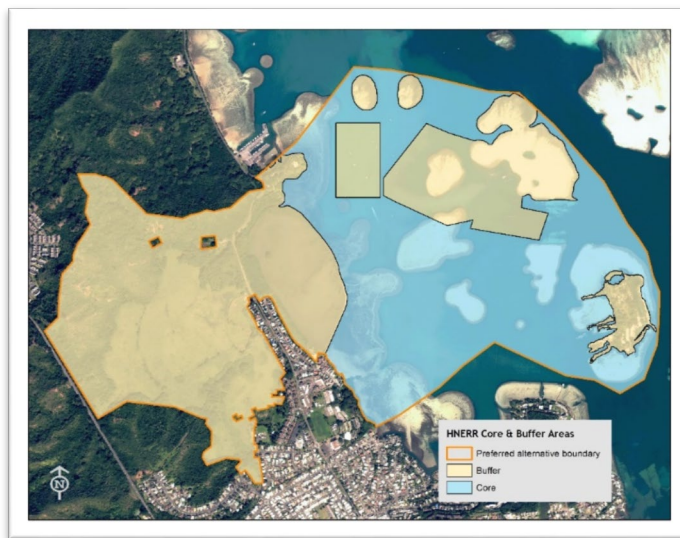 HNERR Core & Buffer Areas
Preferred alternative boundary
Buffer
Core
N